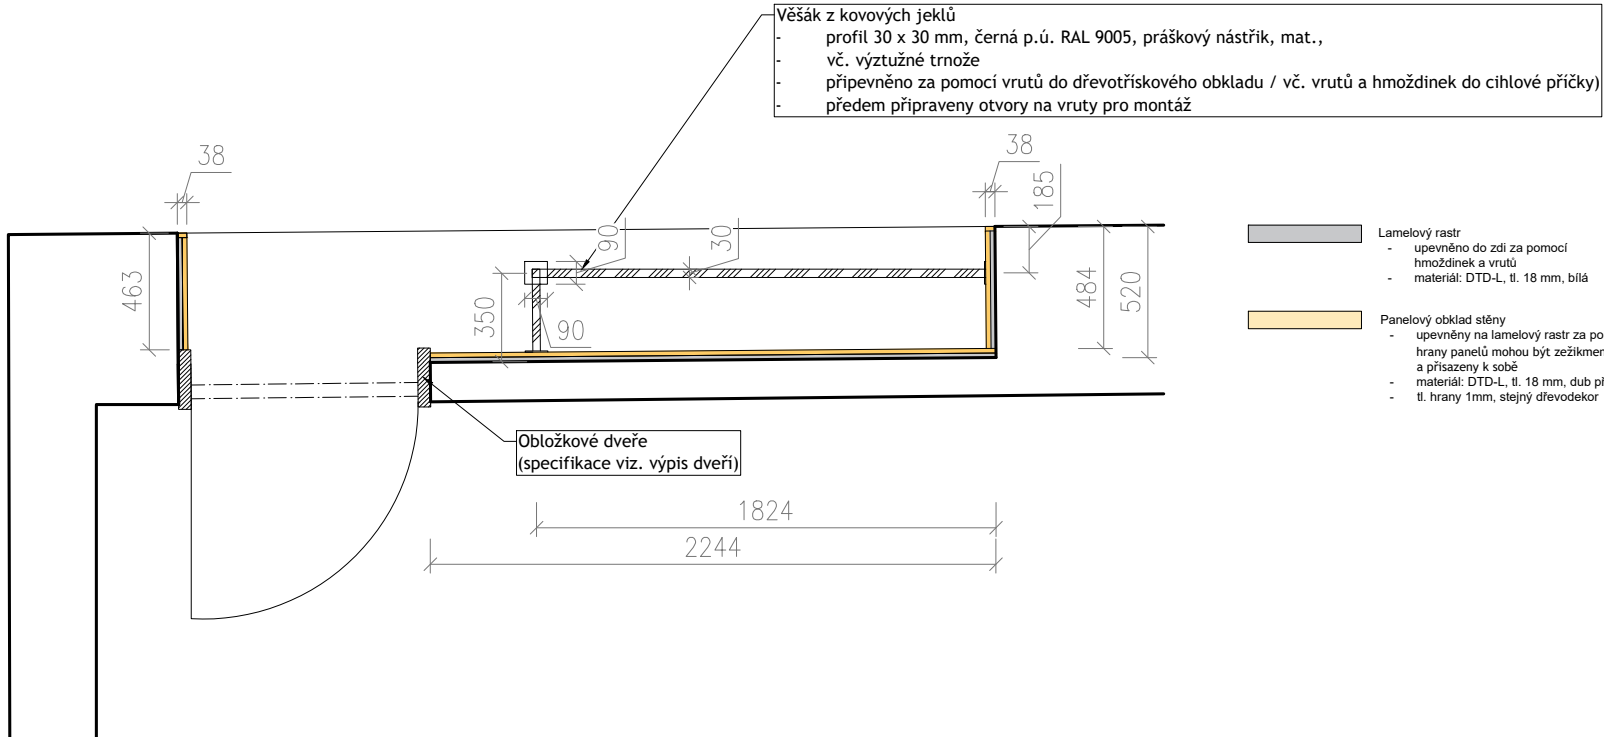 Věšák z kovových jeklů
- profil 30 x 30 mm, černá p.ú. RAL 9005, práškový nástřik, mat.,
- vč. výztužné trnože
- připevněno za pomocí vrutů do dřevotřískového obkladu / vč. vrutů a hmoždinek do cihlové příčky)
- předem připraveny otvory na vruty pro montáž
38
38
185
90
30
463
350
90
484
520
Lamelový rastr
- upevněno do zdi za pomocí
hmoždinek a vrutů
- materiál: DTD-L, tl. 18 mm, bílá
Panelový obklad stěny
- upevněny na lamelový rastr za po
hrany panelů mohou být zežikmen
a přisazeny k sobě
- materiál: DTD-L, tl. 18 mm, dub př
- tl. hrany 1mm, stejný dřevodekor
Obložkové dveře
(specifikace viz. výpis dveří)
1824
2244